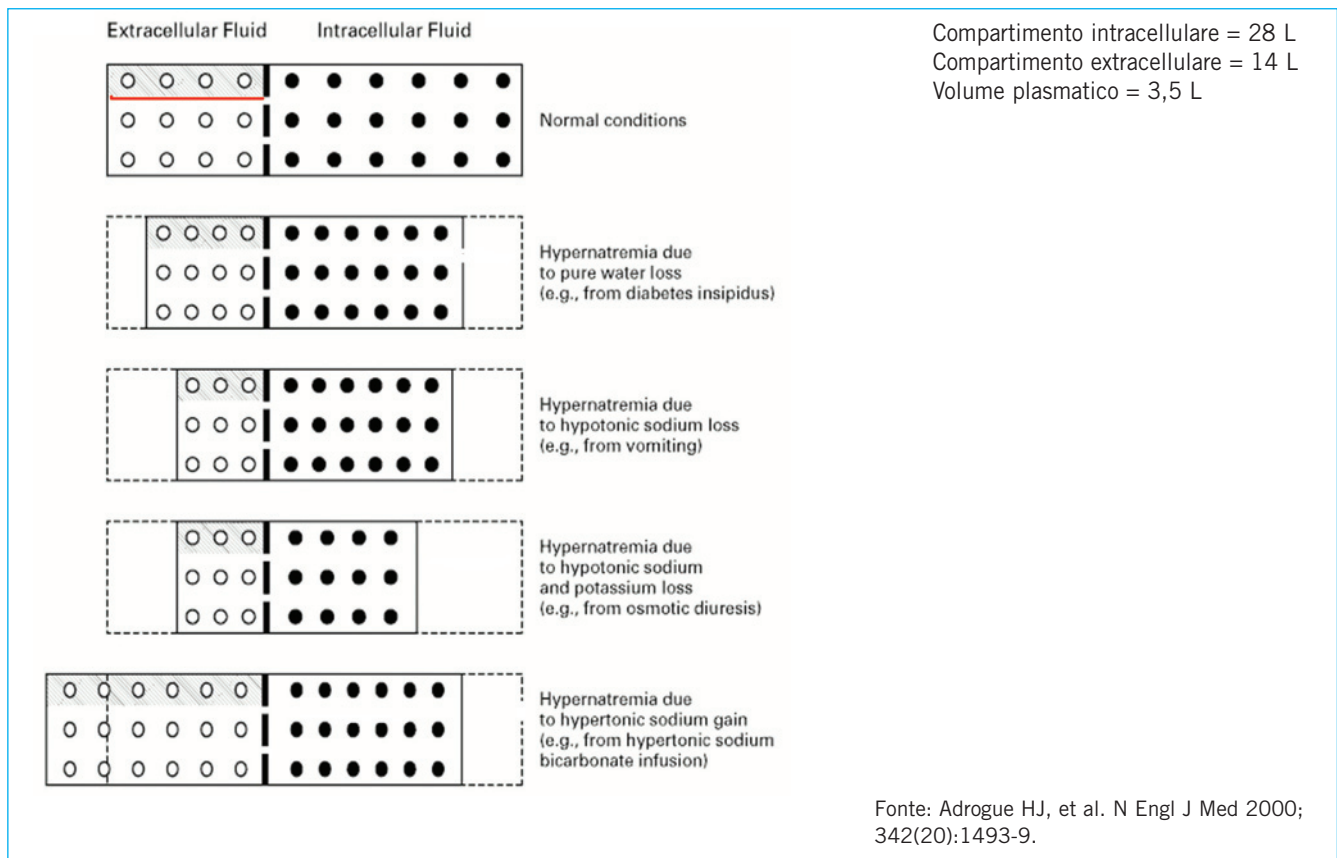 Extracellular Fluid Intracellular Fluid
Compartimento intracellulare = 28 L
Compartimento extracellulare = 14 L
Volume plasmatico = 3,5 L
Normal conditions
Hypernatremia due
to pure water loss
(e.g., from diabetes insipidus)
Hypernatremia due
to hypotonic sodium loss
(e.g., from vomiting)
Hypernatremia due
to hypotonic sodium
and potassium loss
(e.g., from osmotic diuresis)
Hypernatremia due
to hypertonic sodium gain
(e.g., from hypertonic sodium
bicarbonate infusion)
Fonte: Adrogue HJ, et al. N Engl J Med 2000;
342(20):1493-9.